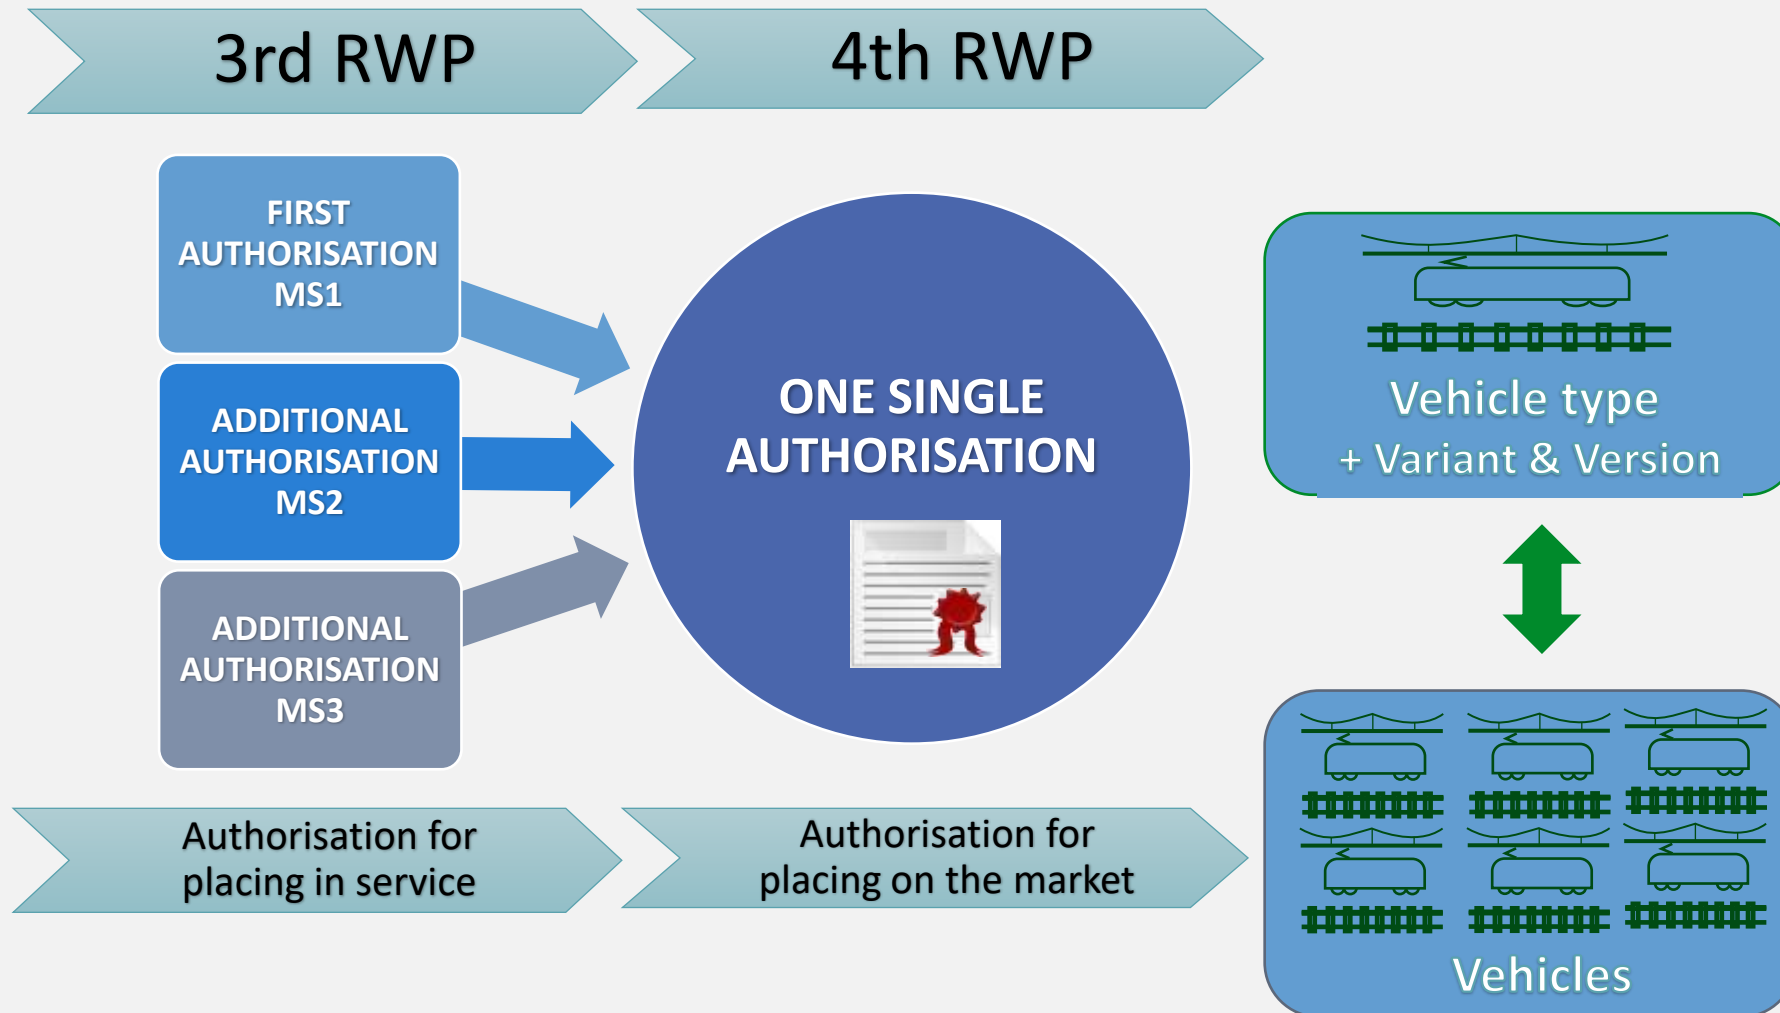 3rd RWP
4th RWP
FIRST
AUTHORISATION
MS1
ADDITIONAL
AUTHORISATION
MS2
ADDITIONAL
AUTHORISATION
MS3
ONE SINGLE
AUTHORISATION
Vehicle type
+ Variant & Version
Authorisation for
placing in service
Authorisation for
placing on the market
Vehicles